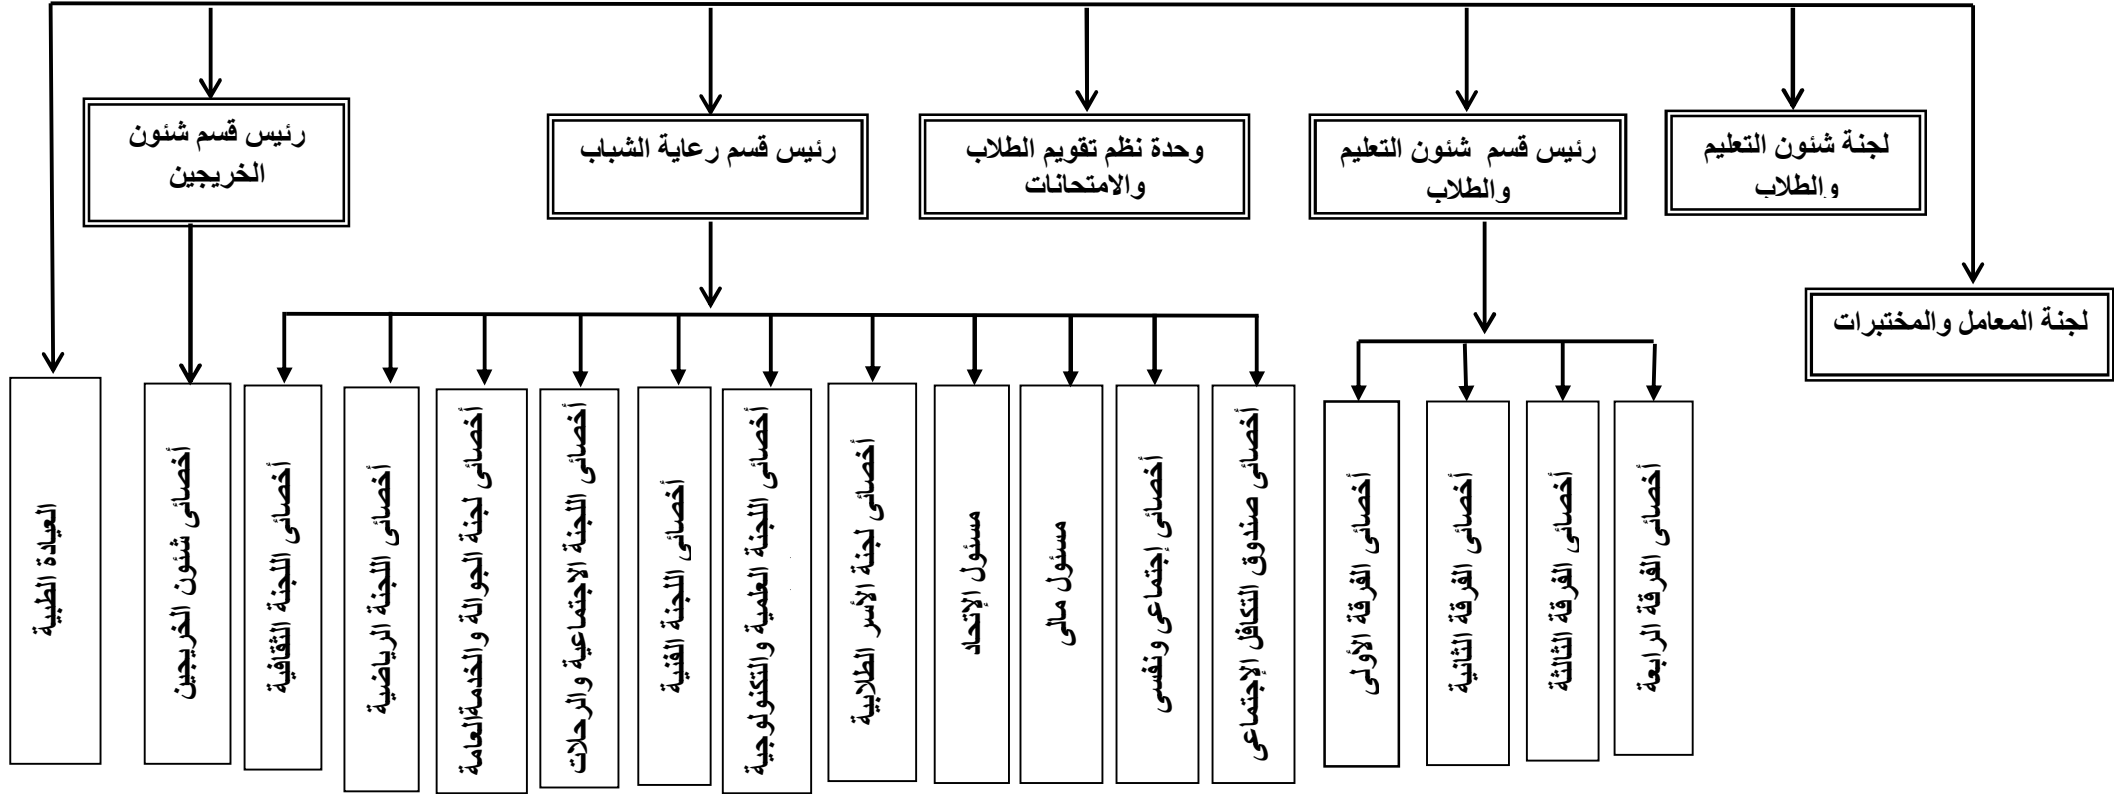 لجنة شئون التعليم
والطلاب
رئيس قسم شئون التعليم
والطلاب
وحدة نظم تقويم الطلاب
والامتحانات
رئيس قسم رعاية الشباب
رئيس قسم شئون
الخريجين
لجنة المعامل والمختبرات
أخصائى الفرقة الرابعة
أخصائى الفرقة الثالثة
أخصائى الفرقة الثانية
أخصائى الفرقة الأولى
أخصائى صندوق التكافل الإجتماعى
أخصائى إجتماعى ونفسى
مسئول مالى
مسئول الإتحاد
أخصائى لجنة الأسر الطلابية
أخصائى اللجنة العلمية والتكنولوجية
أخصائى اللجنة الفنية
أخصائى اللجنة الاجتماعية والرحلات
أخصائى لجنة الجوالة والخدمةالعامة
أخصائى اللجنة الرياضية
أخصائى اللجنة الثقافية
أخصائى شئون الخريجين
العيادة الطبية